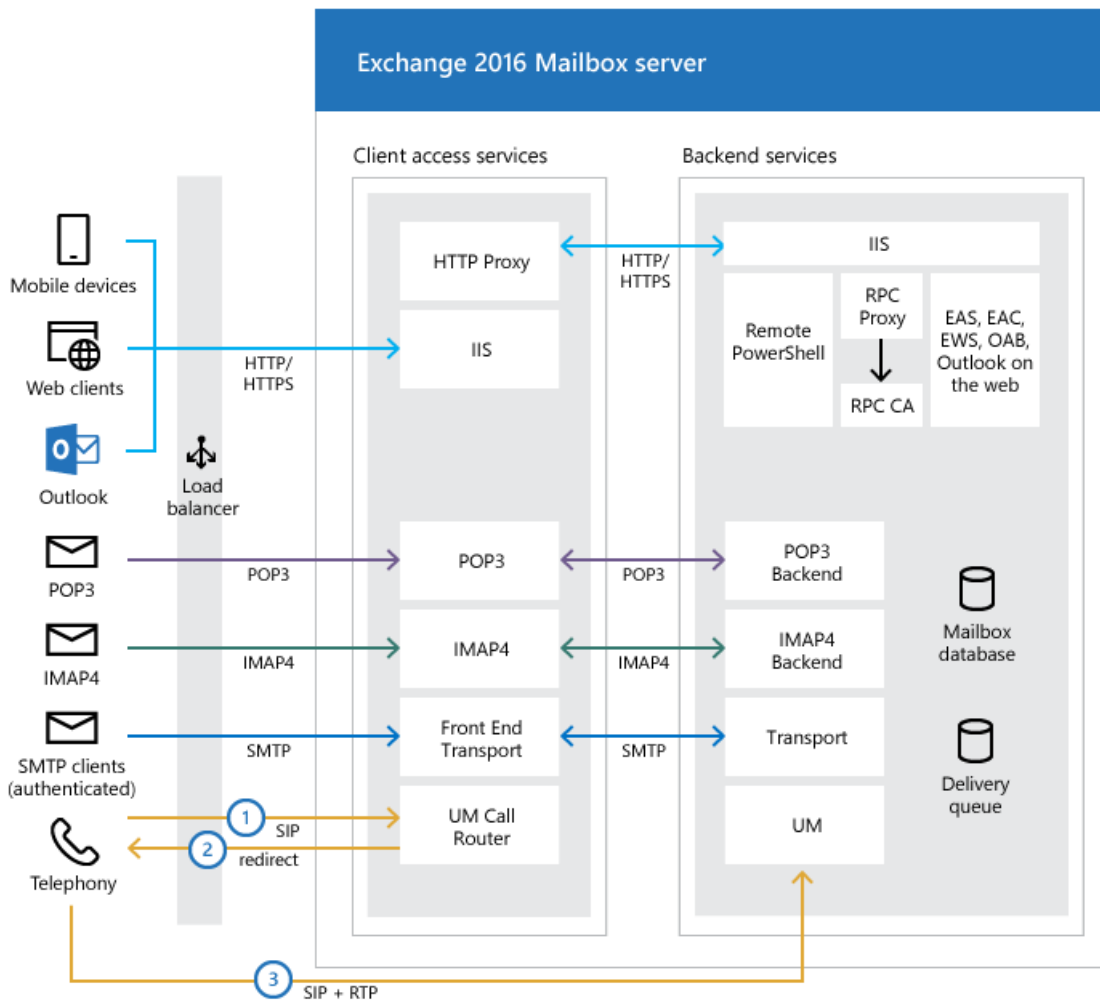 Exchange 2016 Mailbox server
Client access services
Backend services
Mobile devices
Web clients
Outlook
POP3
IMAP4
SMTP clients
(authenticated)
Telephony
Load
balancer
HTTP/
HTTPS
POP3
IMAP4
SMTP
1
SIP
2
redirect
3
SIP + RTP
HTTP Proxy
IIS
POP3
IMAP4
Front End
Transport
UM Call
Router
HTTP/
HTTPS
POP3
IMAP4
SMTP
IIS
Remote
PowerShell
RPC
Proxy
RPC CA
EAS, EAC,
EWS, OAB,
Outlook on
the web
POP3
Backend
IMAP4
Backend
Transport
UM
Mailbox
database
Delivery
queue